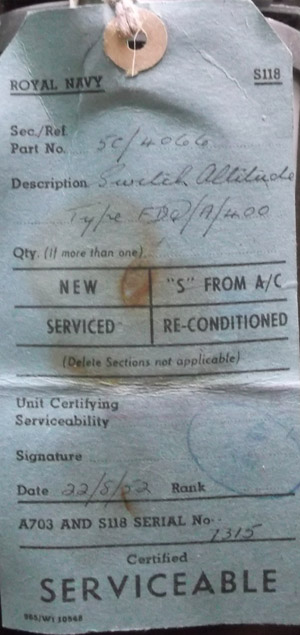 ROYAL NAVY S118
Sec./Ref.
Part No. 5C/4066
Description Switch Altitude
Type FDQ/A/400
Qty. (if more than one)
NEW "S" FROM A/C
SERVICED RE-CONDITIONED
(Delete Sections not applicable)
Unit Certifying
Serviceability
Signature
Date 22/5/52 Rank
A703 AND S118 SERIAL No.
1315
Certified
SERVICEABLE